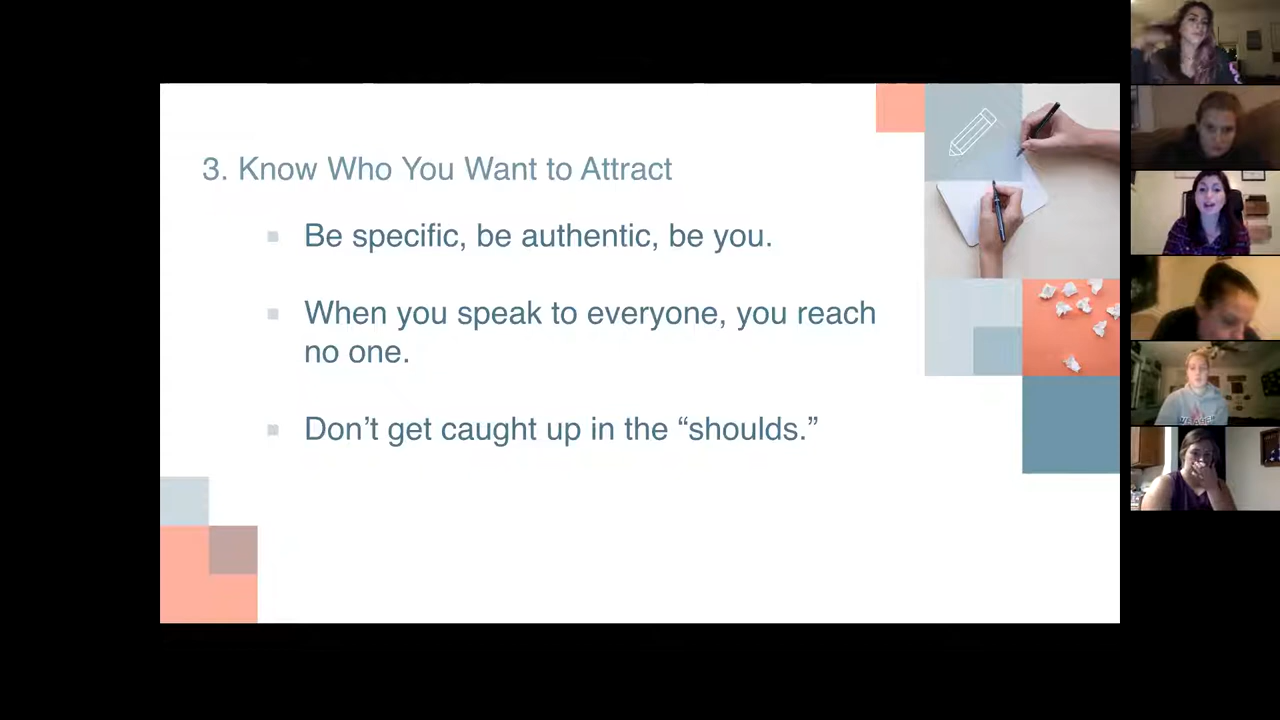 3. Know Who You Want to Attract
Be specific, be authentic, be you.
When you speak to everyone, you reach
no one.
Don’t get caught up in the “shoulds.”